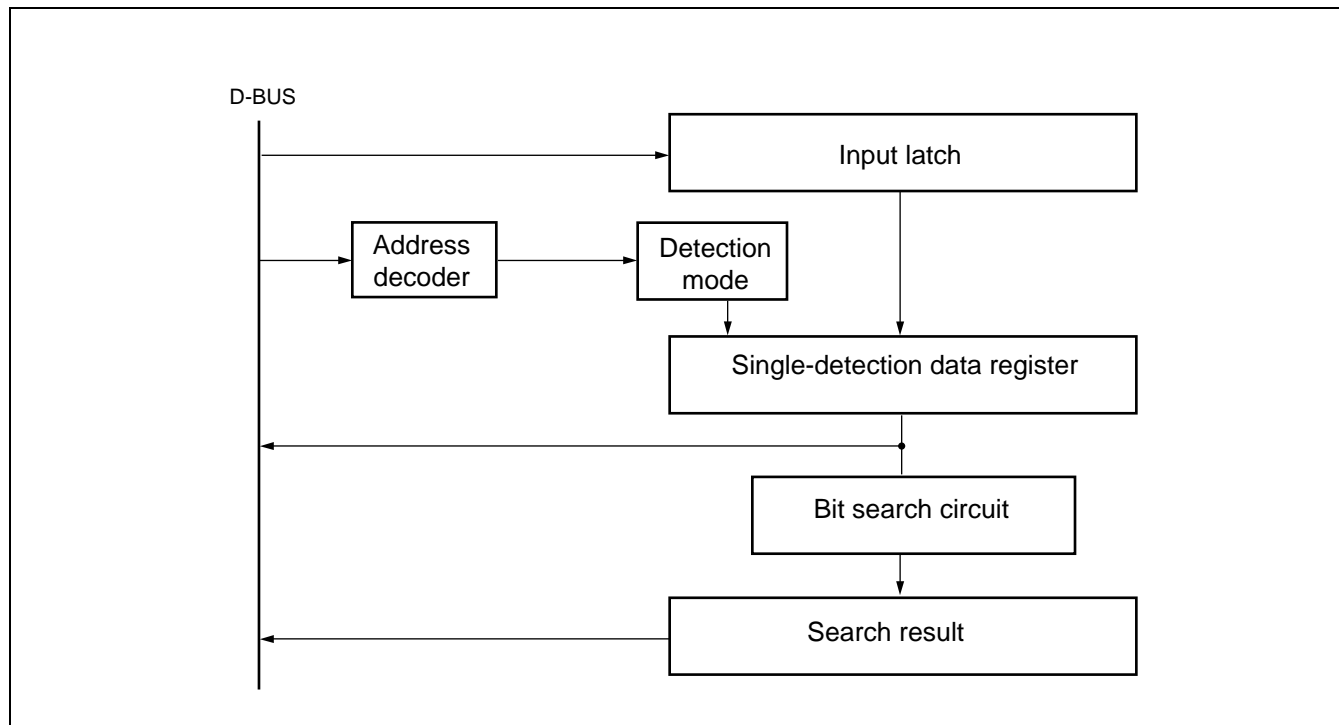 D-BUS
Input latch
Address
decoder
Detection
mode
Single-detection data register
Bit search circuit
Search result